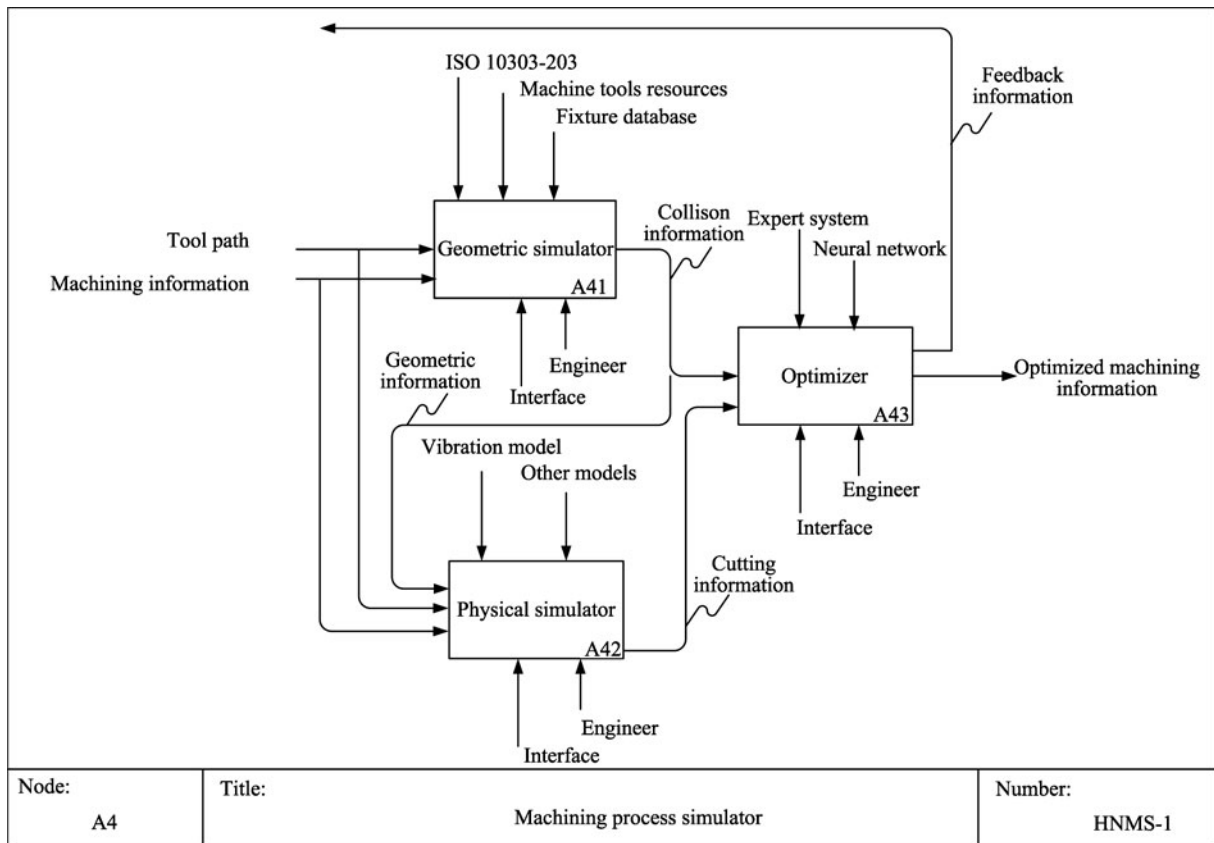 ISO 10303-203
Machine tools resources
Fixture database
Feedback
information
Tool path
Machining information
Geometric simulator
A41
Collison
information
Expert system
Neural network
Engineer
Interface
Geometric
information
Optimizer
A43
Optimized machining
information
Engineer
Interface
Vibration model
Other models
Physical simulator
A42
Cutting
information
Engineer
Interface
Node:
A4
Title:
Machining process simulator
Number:
HNMS-1